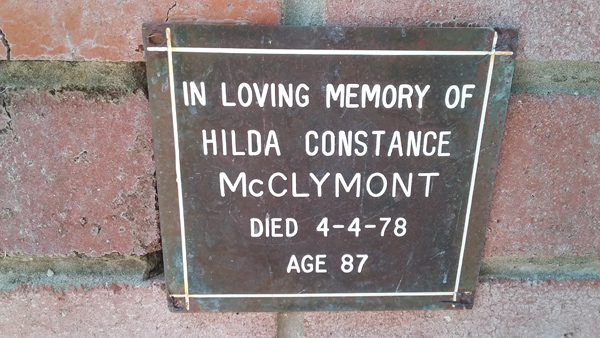 IN LOVING MEMORY OF
HILDA CONSTANCE
McCLYMONT
DIED 4-4-78
AGE 87